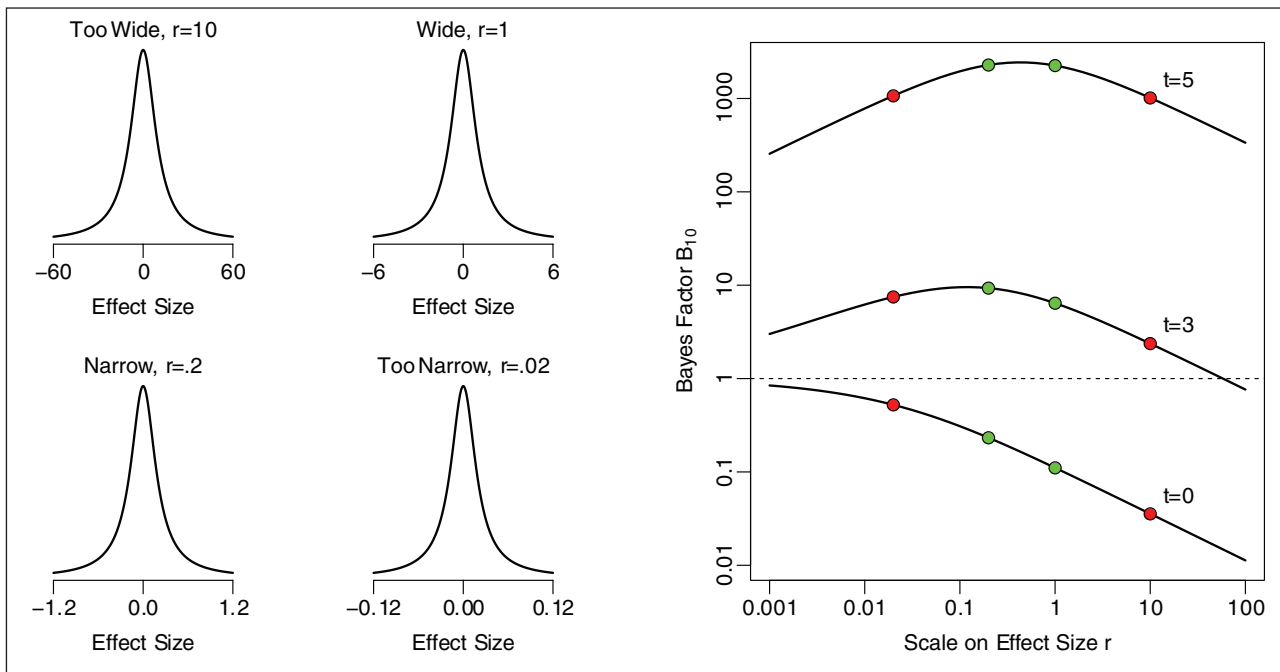 Too Wide, r=10
−60 0 60
Effect Size
Wide, r=1
−6 0 6
Effect Size
Narrow, r=.2
−1.2 0.0 1.2
Effect Size
Too Narrow, r=.02
−0.12 0.00 0.12
Effect Size
Bayes Factor B₁₀
1000
100
10
1
0.1
0.01
t=5
t=3
t=0
0.001 0.01 0.1 1 10 100
Scale on Effect Size r